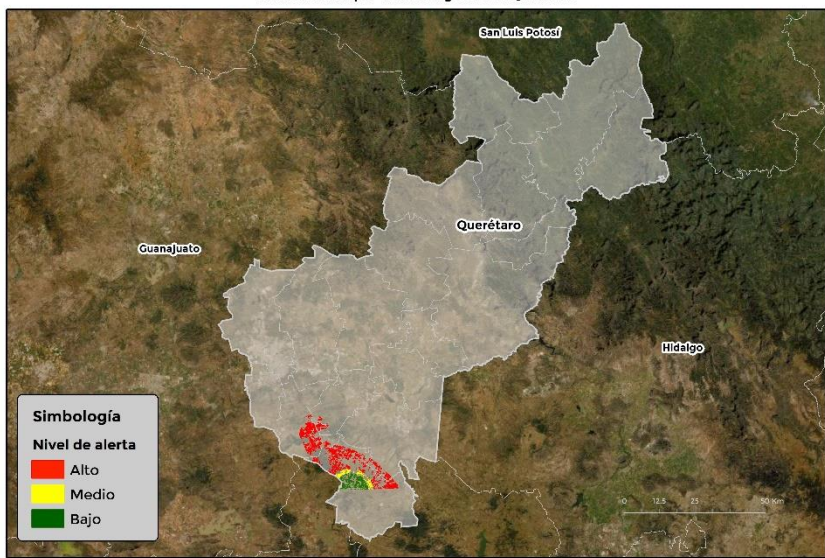 San Luis Potosí
Querétaro
Guanajuato
Hidalgo
Simbología
Nivel de alerta
Alto
Medio
Bajo
0 12.5 25 50 Km